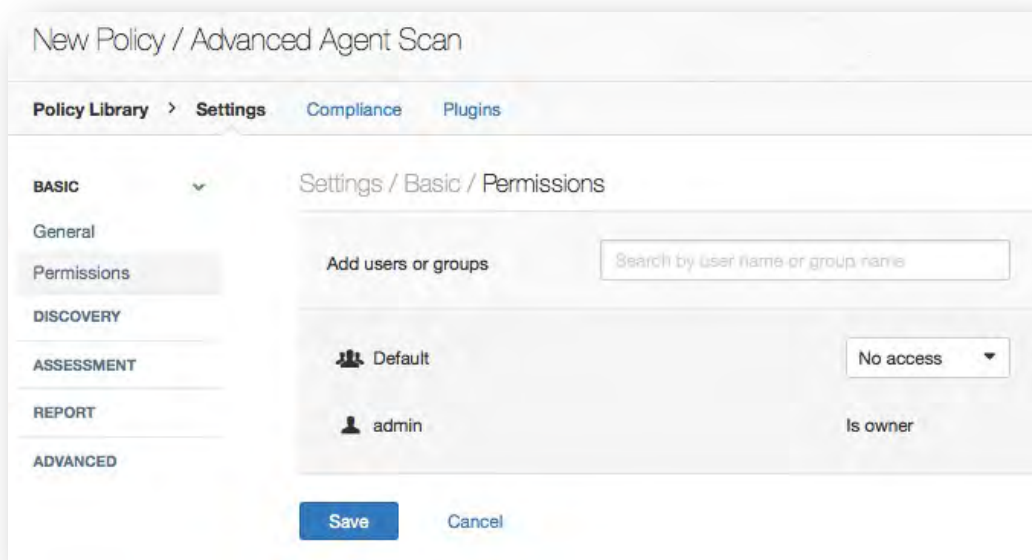 New Policy / Advanced Agent Scan
Policy Library > Settings Compliance Plugins
BASIC
General
Permissions
DISCOVERY
ASSESSMENT
REPORT
ADVANCED
Settings / Basic / Permissions
Add users or groups Search by user name or group name
Default No access
admin Is owner
Save Cancel